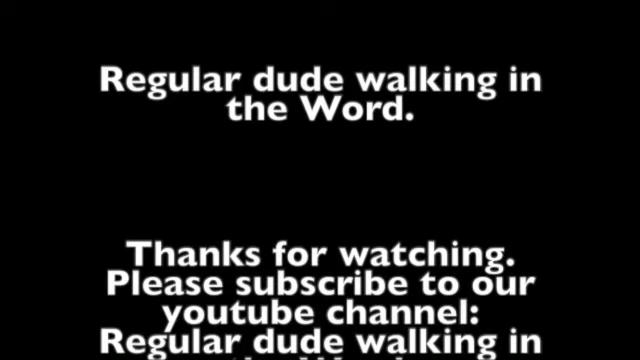 Regular dude walking in
the Word.
Thanks for watching.
Please subscribe to our
youtube channel:
Regular dude walking in